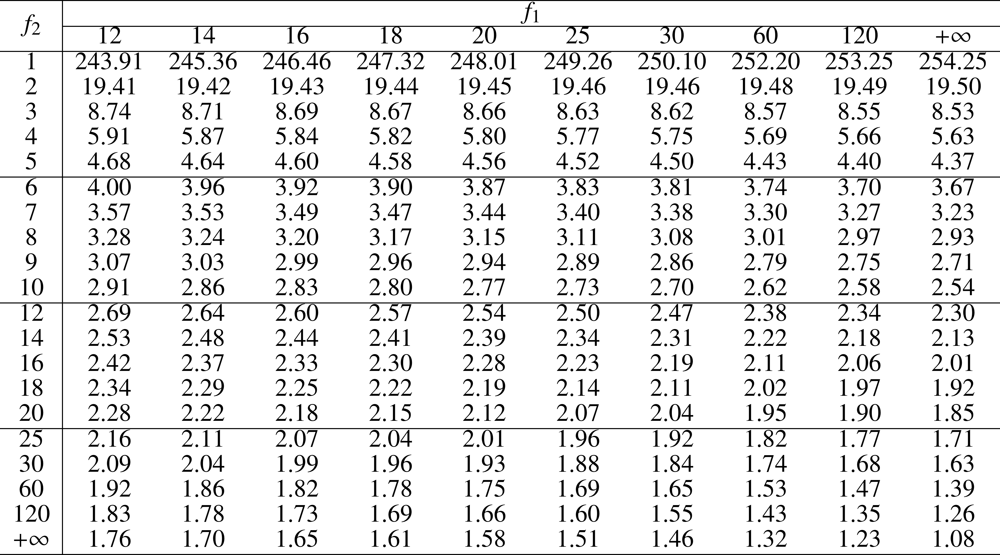 f2 f1
12 14 16 18 20 25 30 60 120 +∞
1 243.91 245.36 246.46 247.32 248.01 249.26 250.10 252.20 253.25 254.25
2 19.41 19.42 19.43 19.44 19.45 19.46 19.46 19.48 19.49 19.50
3 8.74 8.71 8.69 8.67 8.66 8.63 8.62 8.57 8.55 8.53
4 5.91 5.87 5.84 5.82 5.80 5.77 5.75 5.69 5.66 5.63
5 4.68 4.64 4.60 4.58 4.56 4.52 4.50 4.43 4.40 4.37
6 4.00 3.96 3.92 3.90 3.87 3.83 3.81 3.74 3.70 3.67
7 3.57 3.53 3.49 3.47 3.44 3.40 3.38 3.30 3.27 3.23
8 3.28 3.24 3.20 3.17 3.15 3.11 3.08 3.01 2.97 2.93
9 3.07 3.03 2.99 2.96 2.94 2.89 2.86 2.79 2.75 2.71
10 2.91 2.86 2.83 2.80 2.77 2.73 2.70 2.62 2.58 2.54
12 2.69 2.64 2.60 2.57 2.54 2.50 2.47 2.38 2.34 2.30
14 2.53 2.48 2.44 2.41 2.39 2.34 2.31 2.22 2.18 2.13
16 2.42 2.37 2.33 2.30 2.28 2.23 2.19 2.11 2.06 2.01
18 2.34 2.29 2.25 2.22 2.19 2.14 2.11 2.02 1.97 1.92
20 2.28 2.22 2.18 2.15 2.12 2.07 2.04 1.95 1.90 1.85
25 2.16 2.11 2.07 2.04 2.01 1.96 1.92 1.82 1.77 1.71
30 2.09 2.04 1.99 1.96 1.93 1.88 1.84 1.74 1.68 1.63
60 1.92 1.86 1.82 1.78 1.75 1.69 1.65 1.53 1.47 1.39
120 1.83 1.78 1.73 1.69 1.66 1.60 1.55 1.43 1.35 1.26
+∞ 1.76 1.70 1.65 1.61 1.58 1.51 1.46 1.32 1.23 1.08